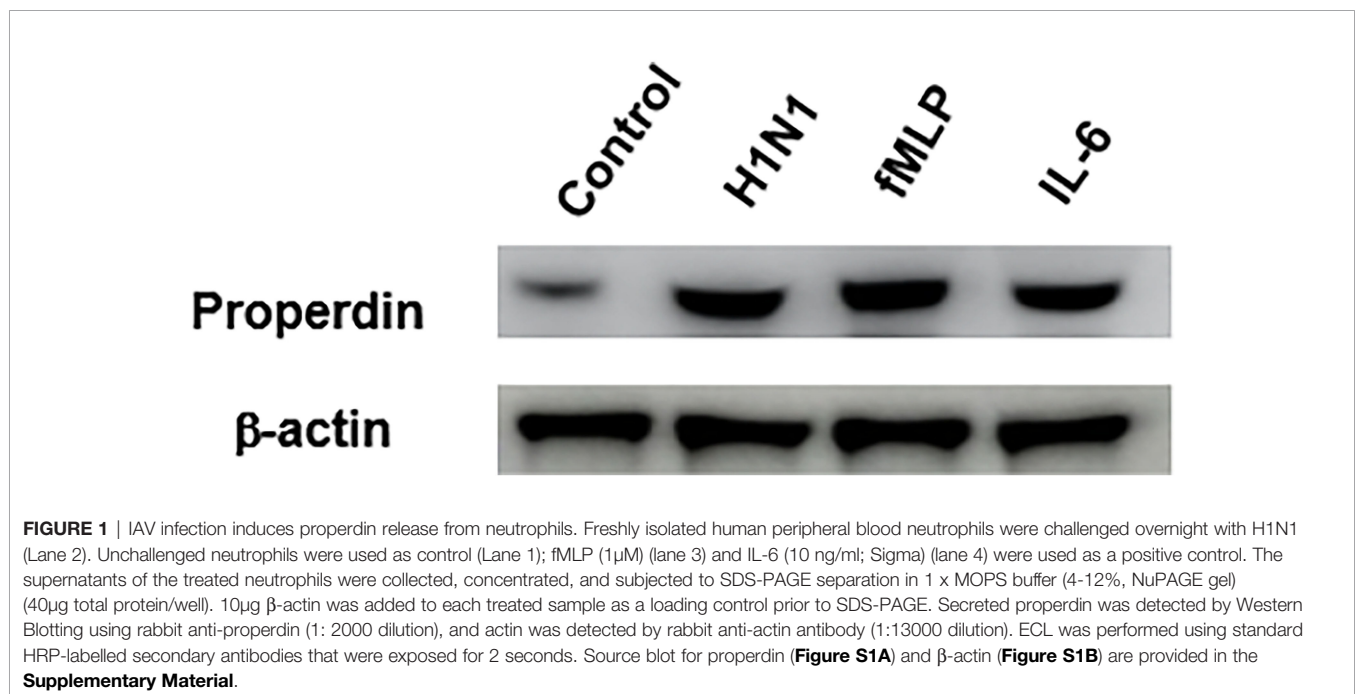 Control H1N1 fMLP IL-6
Properdin
β-actin
FIGURE 1 | IAV infection induces properdin release from neutrophils. Freshly isolated human peripheral blood neutrophils were challenged overnight with H1N1
(Lane 2). Unchallenged neutrophils were used as control (Lane 1); fMLP (1µM) (lane 3) and IL-6 (10 ng/ml; Sigma) (lane 4) were used as a positive control. The
supernatants of the treated neutrophils were collected, concentrated, and subjected to SDS-PAGE separation in 1 x MOPS buffer (4-12%, NuPAGE gel)
(40µg total protein/well). 10µg β-actin was added to each treated sample as a loading control prior to SDS-PAGE. Secreted properdin was detected by Western
Blotting using rabbit anti-properdin (1: 2000 dilution), and actin was detected by rabbit anti-actin antibody (1:13000 dilution). ECL was performed using standard
HRP-labelled secondary antibodies that were exposed for 2 seconds. Source blot for properdin (Figure S1A) and β-actin (Figure S1B) are provided in the
Supplementary Material.